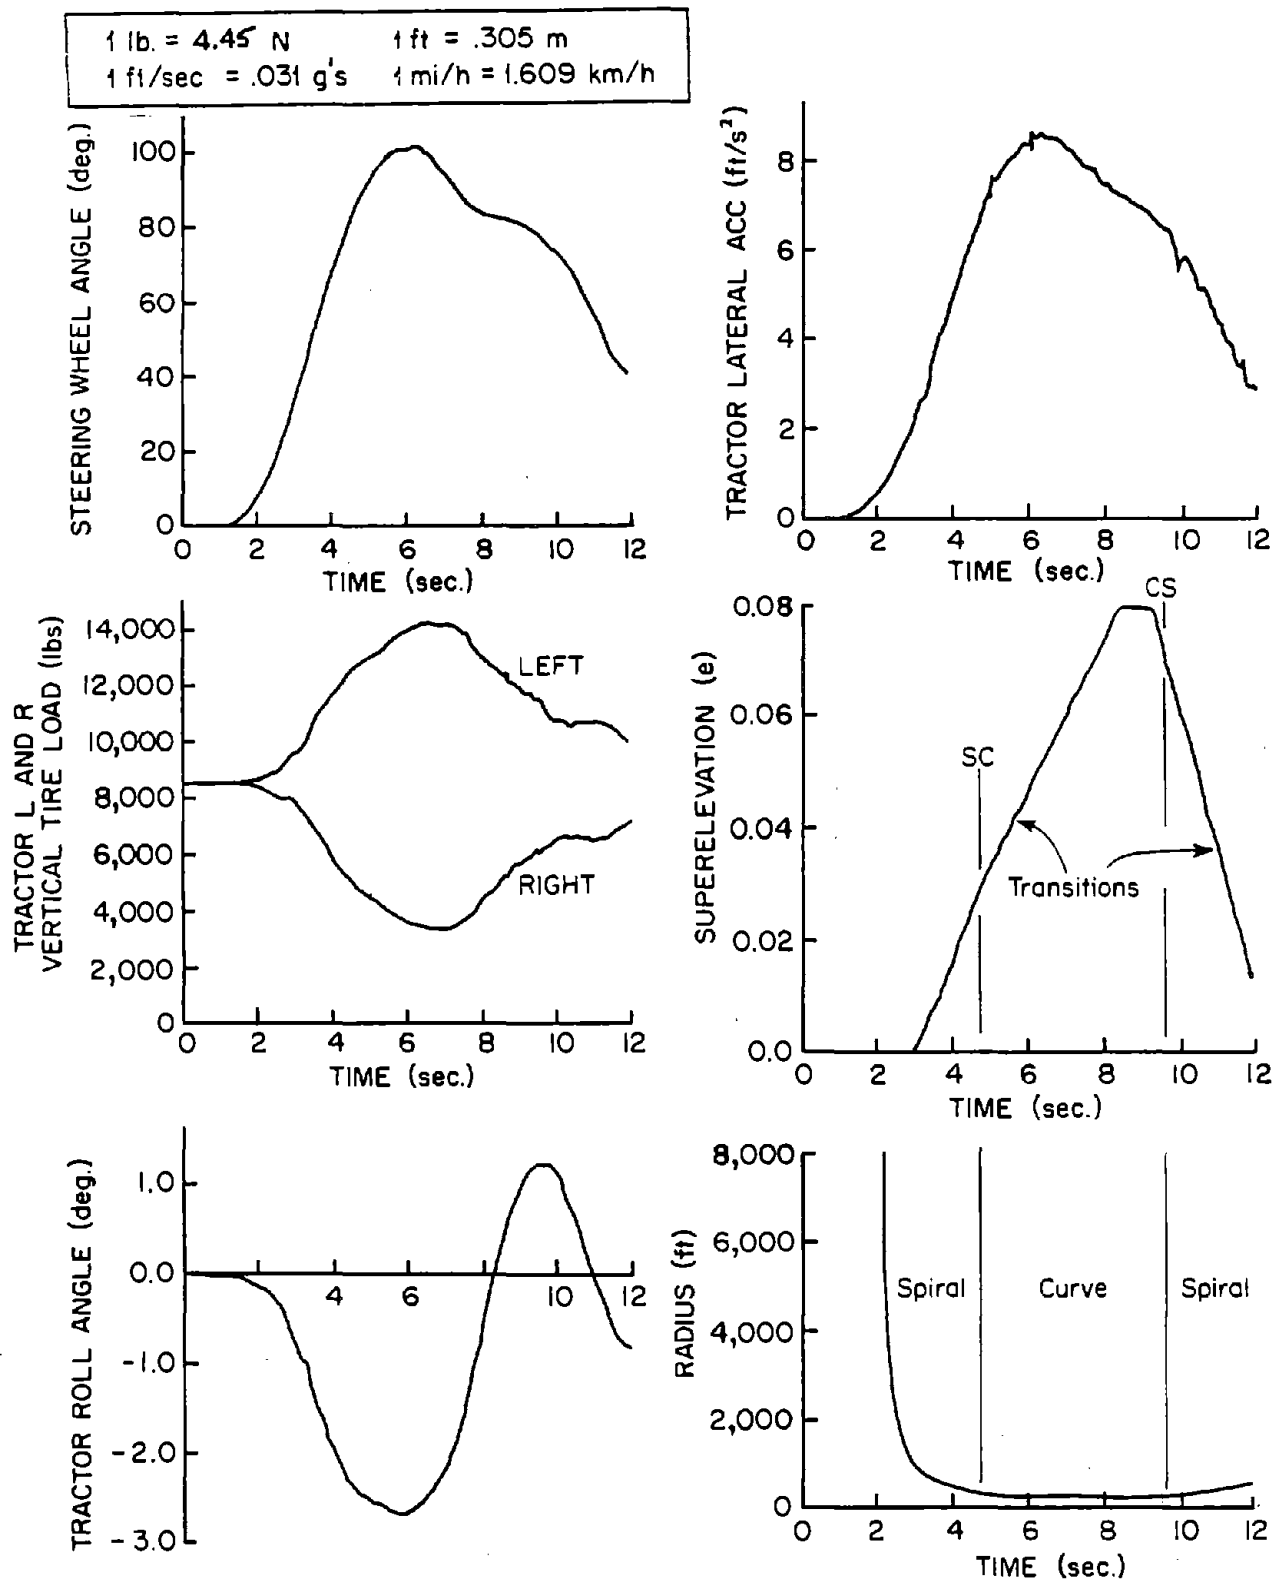 1 lb. = 4.45 N 1 ft = .305 m
1 ft/sec = .031 g's 1 mi/h = 1.609 km/h
STEERING WHEEL ANGLE (deg.)
100
80
60
40
20
0
0 2 4 6 8 10 12
TIME (sec.)
TRACTOR LATERAL ACC (ft/s²)
8
6
4
2
0
0 2 4 6 8 10 12
TIME (sec.)
TRACTOR L AND R
VERTICAL TIRE LOAD (lbs)
14,000
12,000
10,000
8,000
6,000
4,000
2,000
0
LEFT
RIGHT
0 2 4 6 8 10 12
TIME (sec.)
SUPERELEVATION (e)
0.08
0.06
0.04
0.02
0.0
CS
SC
Transitions
0 2 4 6 8 10 12
TIME (sec.)
TRACTOR ROLL ANGLE (deg.)
1.0
0.0
-1.0
-2.0
-3.0
4 6 10 12
RADIUS (ft)
8,000
6,000
4,000
2,000
0
Spiral Curve Spiral
0 2 4 6 8 10 12
TIME (sec.)